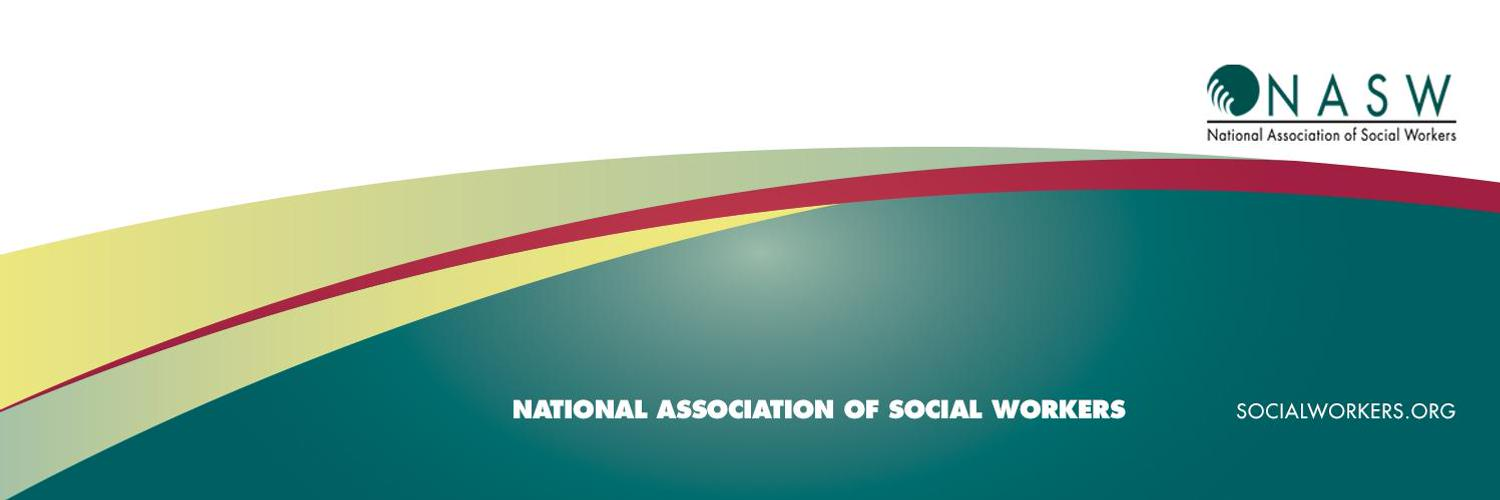 NASW
National Association of Social Workers
NATIONAL ASSOCIATION OF SOCIAL WORKERS
SOCIALWORKERS.ORG